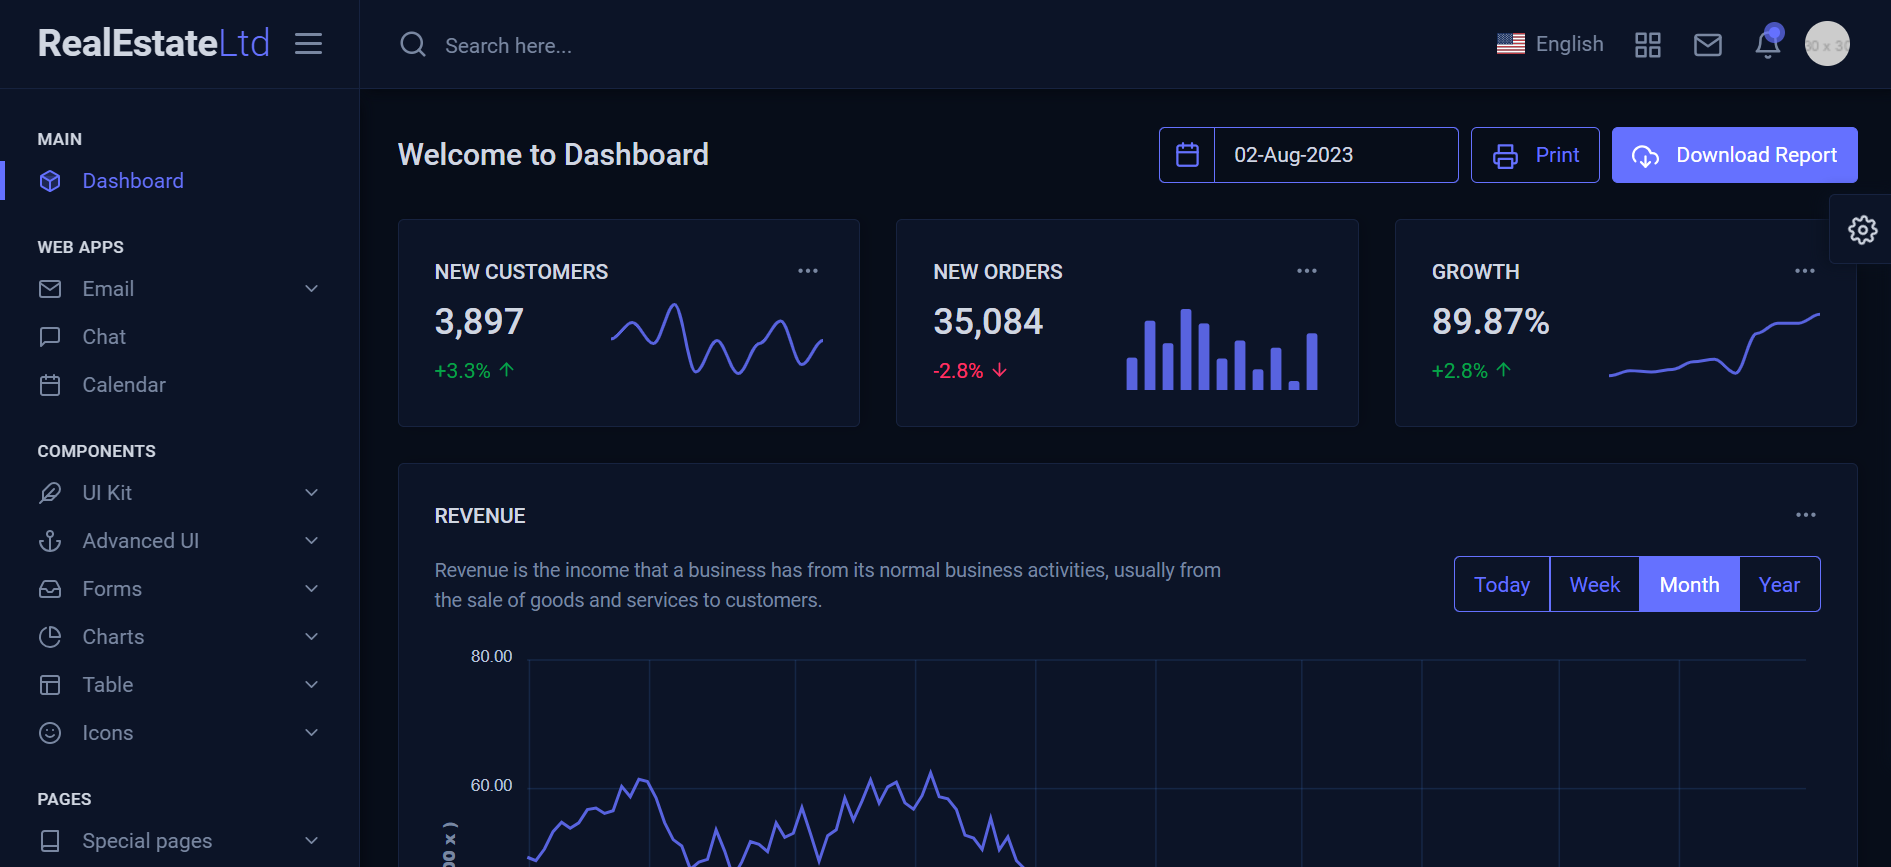 RealEstateLtd
Search here...
English
30 x 30
MAIN
Dashboard
WEB APPS
Email
Chat
Calendar
COMPONENTS
UI Kit
Advanced UI
Forms
Charts
Table
Icons
PAGES
Special pages
Welcome to Dashboard
02-Aug-2023
Print
Download Report
NEW CUSTOMERS
3,897
+3.3%
NEW ORDERS
35,084
-2.8%
GROWTH
89.87%
+2.8%
REVENUE
Revenue is the income that a business has from its normal business activities, usually from
the sale of goods and services to customers.
Today
Week
Month
Year
80.00
60.00